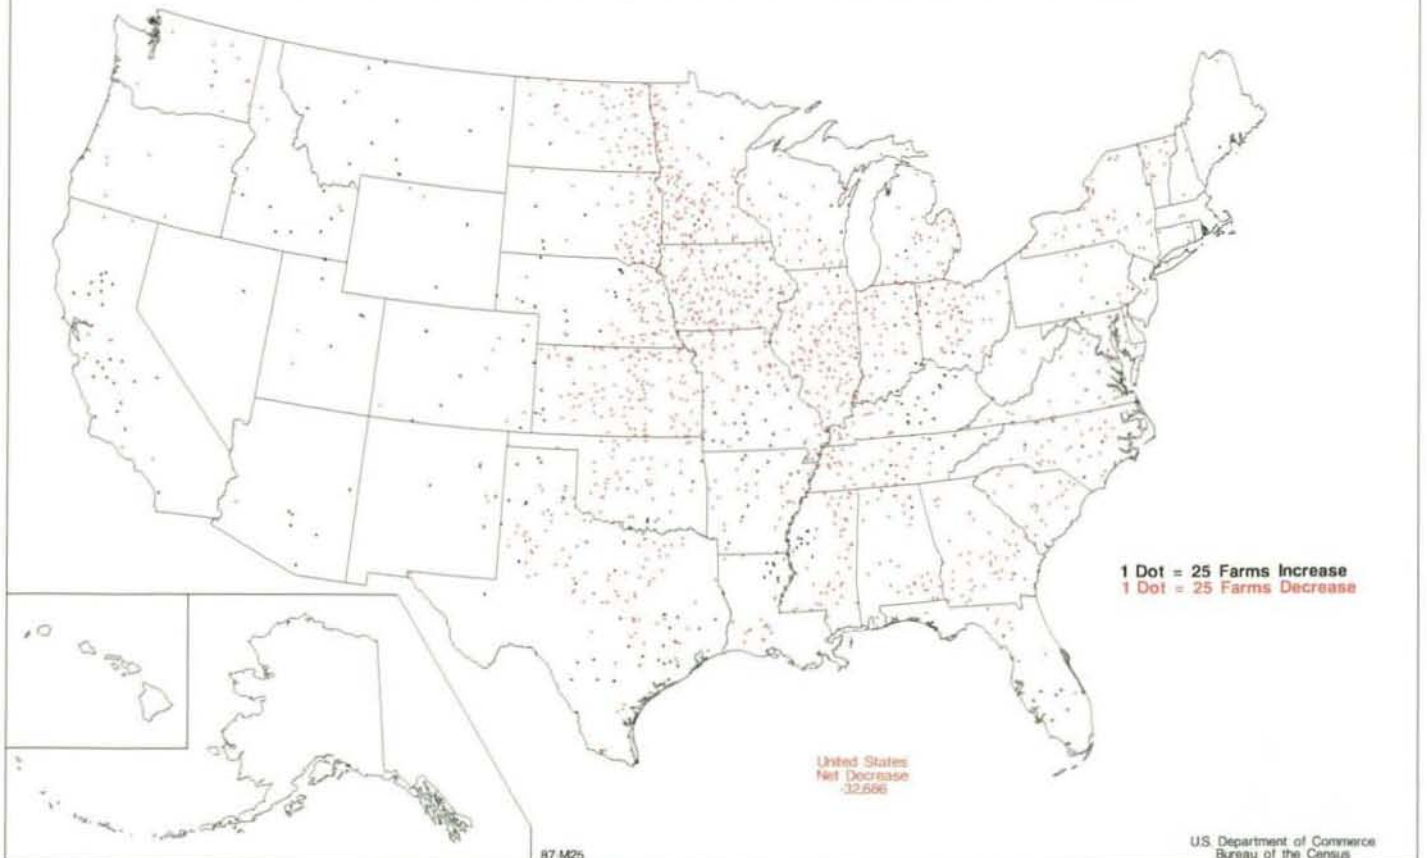 1 Dot = 25 Farms Increase
1 Dot = 25 Farms Decrease
United States
Net Decrease
-32,686
87-M25
U.S. Department of Commerce
Bureau of the Census